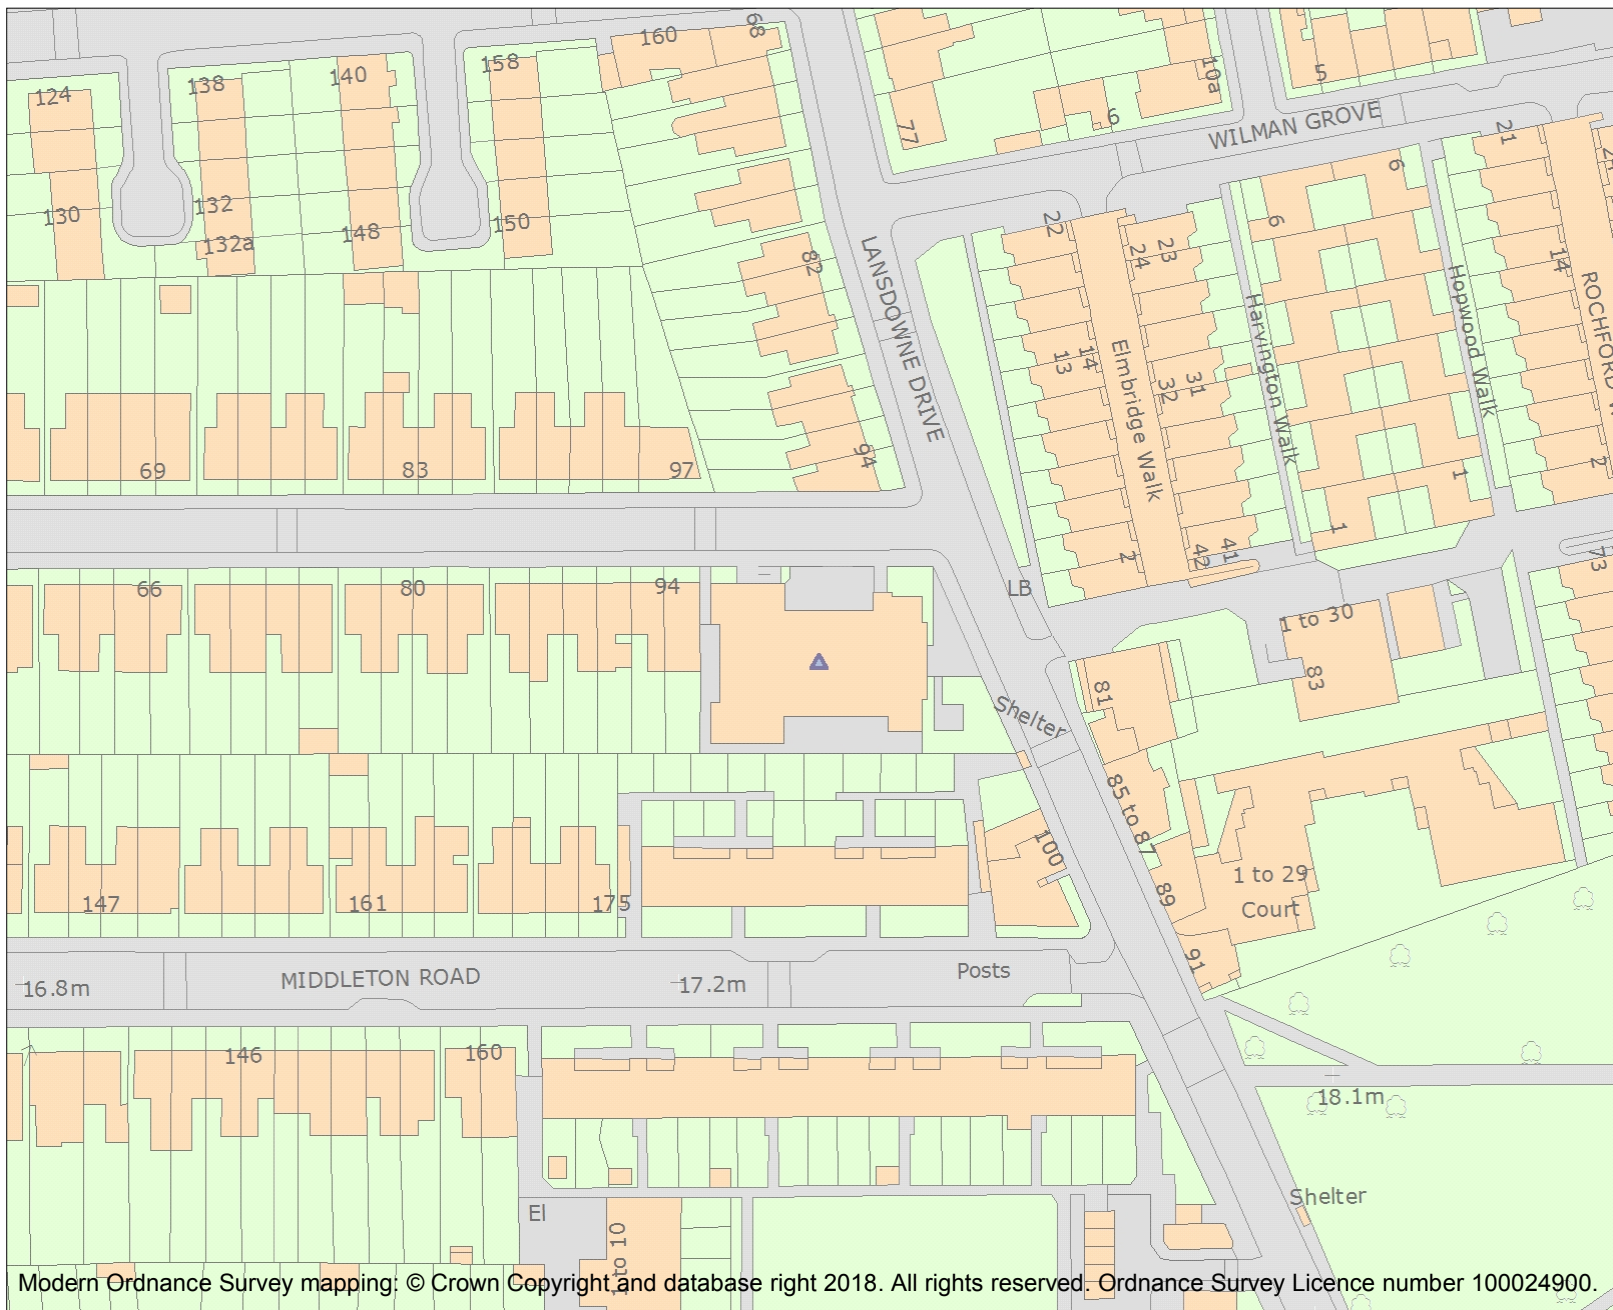 160
68
158
140
138
124
10a
5
6
77
WILMAN GROVE
21
6
6
130
132
132a
148
150
22
24
23
82
LANSDOWNE DRIVE
14
Hopwood Walk
ROCHFORD
Harvington Walk
13
14
Elmbridge Walk
32
31
94
69
83
97
2
1
1
2
42
41
73
66
80
94
LB
1 to 30
83
81
Shelter
85 to 87
100
1 to 29
Court
89
147
161
175
91
MIDDLETON ROAD
Posts
16.8m
17.2m
146
160
18.1m
Shelter
El
1 to 10
Modern Ordnance Survey mapping: © Crown Copyright and database right 2018. All rights reserved. Ordnance Survey Licence number 100024900.